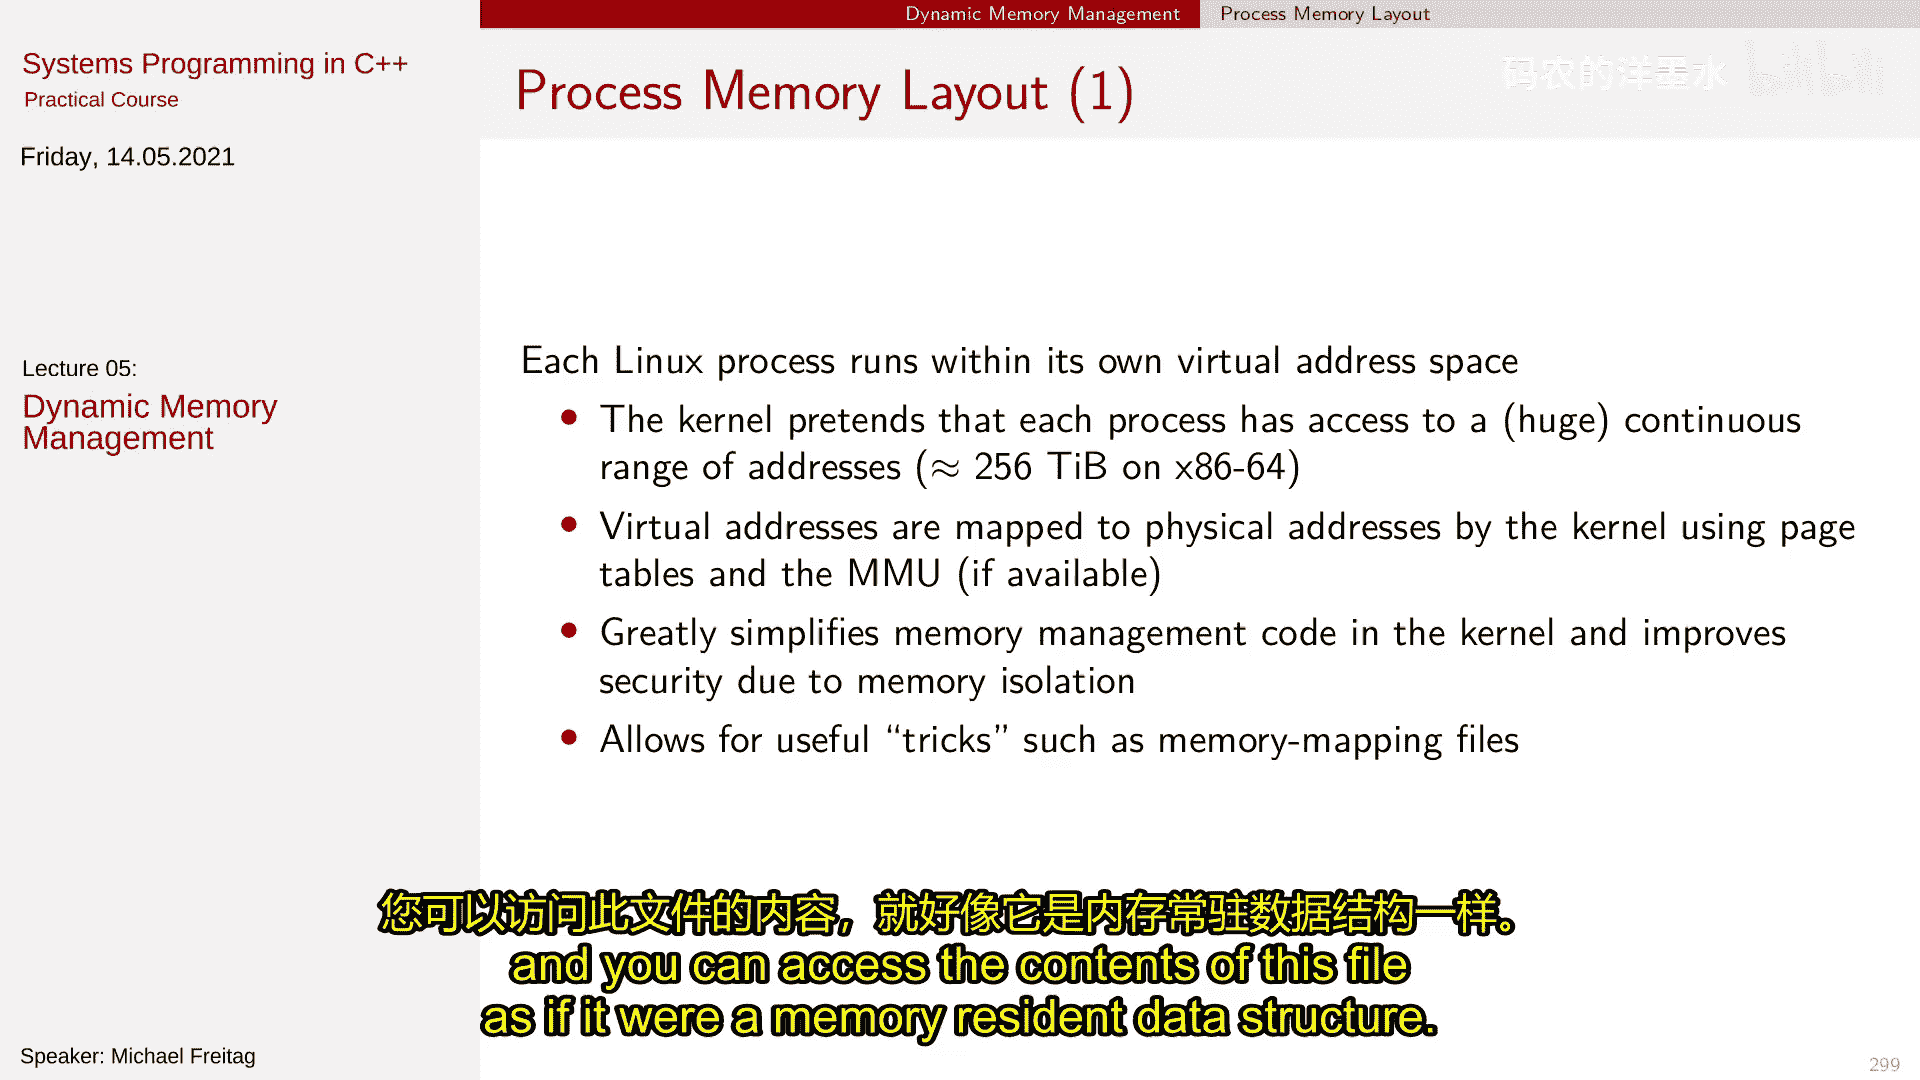 Dynamic Memory Management
Process Memory Layout
Systems Programming in C++
Practical Course
Friday, 14.05.2021
Process Memory Layout (1)
码农的洋墨水 bilibili
Lecture 05:
Dynamic Memory
Management
Each Linux process runs within its own virtual address space
• The kernel pretends that each process has access to a (huge) continuous
range of addresses (≈ 256 TiB on x86-64)
• Virtual addresses are mapped to physical addresses by the kernel using page
tables and the MMU (if available)
• Greatly simplifies memory management code in the kernel and improves
security due to memory isolation
• Allows for useful “tricks” such as memory-mapping files
您可以访问此文件的内容，就好像它是内存常驻数据结构一样。
and you can access the contents of this file
as if it were a memory resident data structure.
Speaker: Michael Freitag
299